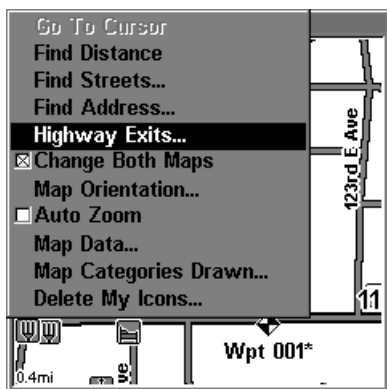 Go To Cursor
Find Distance
Find Streets...
Find Address...
Highway Exits...
Change Both Maps
Map Orientation...
Auto Zoom
Map Data...
Map Categories Drawn...
Delete My Icons...
123rd E Ave
11
Wpt 001*
0.4mi
ve